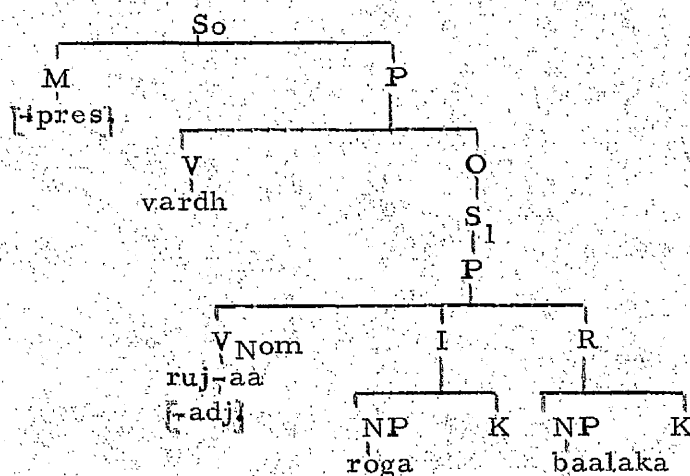 So
M P
[+pres]
V O
vardh
S1
P
VNom I R
ruj-aa
[-adj]
NP K NP K
roga baalaka